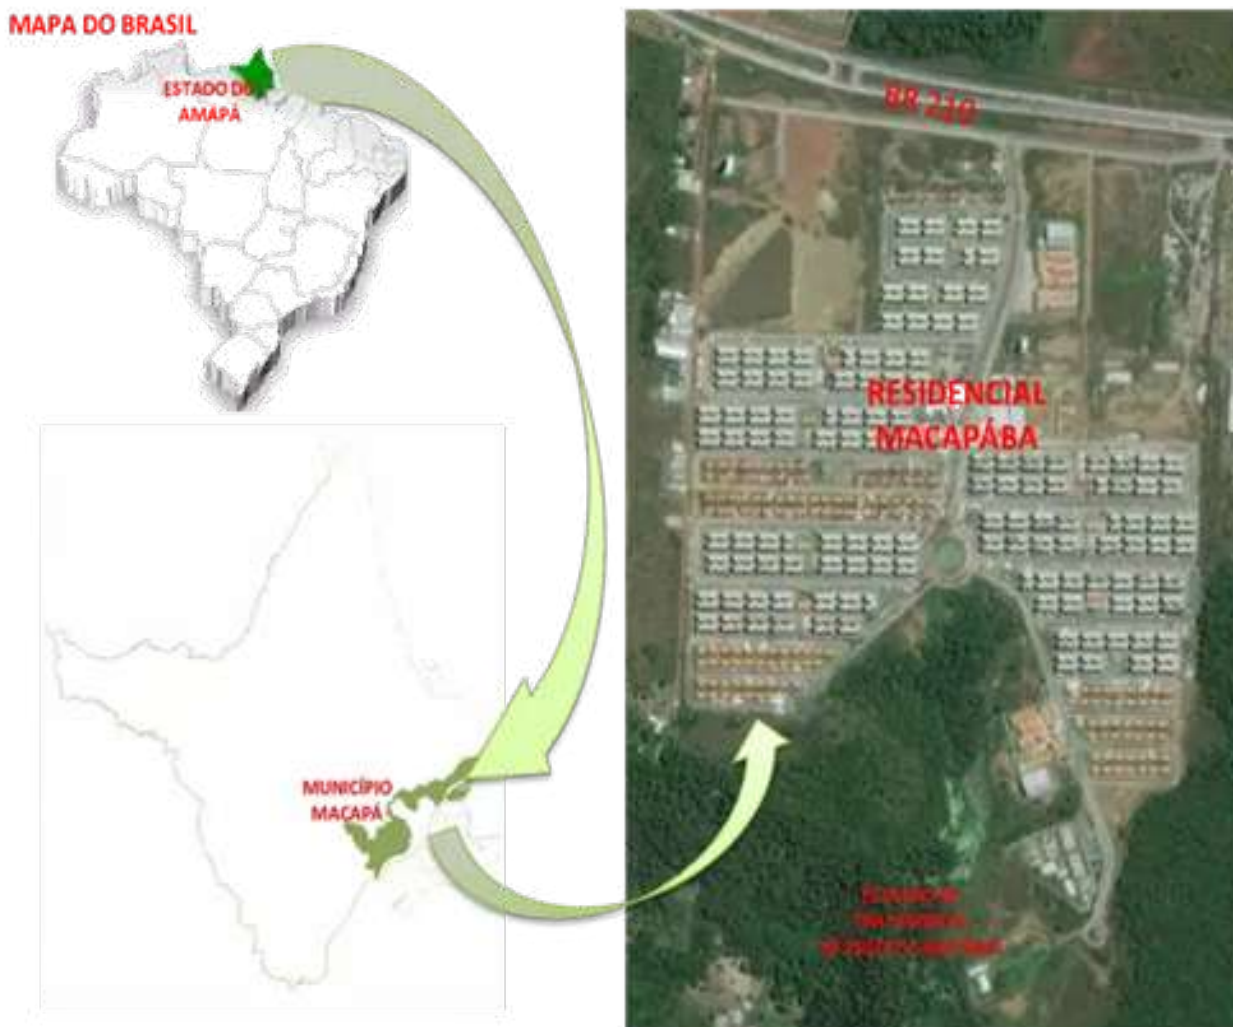 MAPA DO BRASIL
ESTADO DO
AMAPÁ
BR 210
RESIDENCIAL
MACAPÁBA
MUNICÍPIO
MACAPÁ